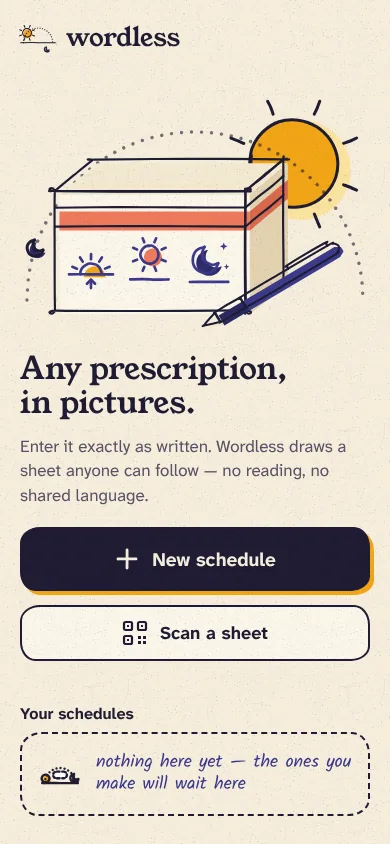 wordless
Any prescription,
in pictures.
Enter it exactly as written. Wordless draws a
sheet anyone can follow — no reading, no
shared language.
New schedule
Scan a sheet
Your schedules
nothing here yet — the ones you
make will wait here